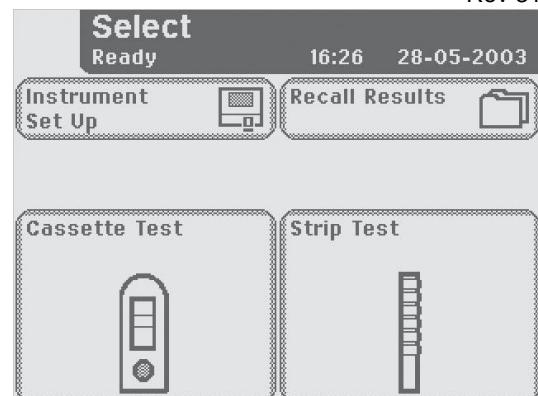 Select
Ready 16:26 28-05-2003
Instrument
Set Up
Recall Results
Cassette Test
Strip Test